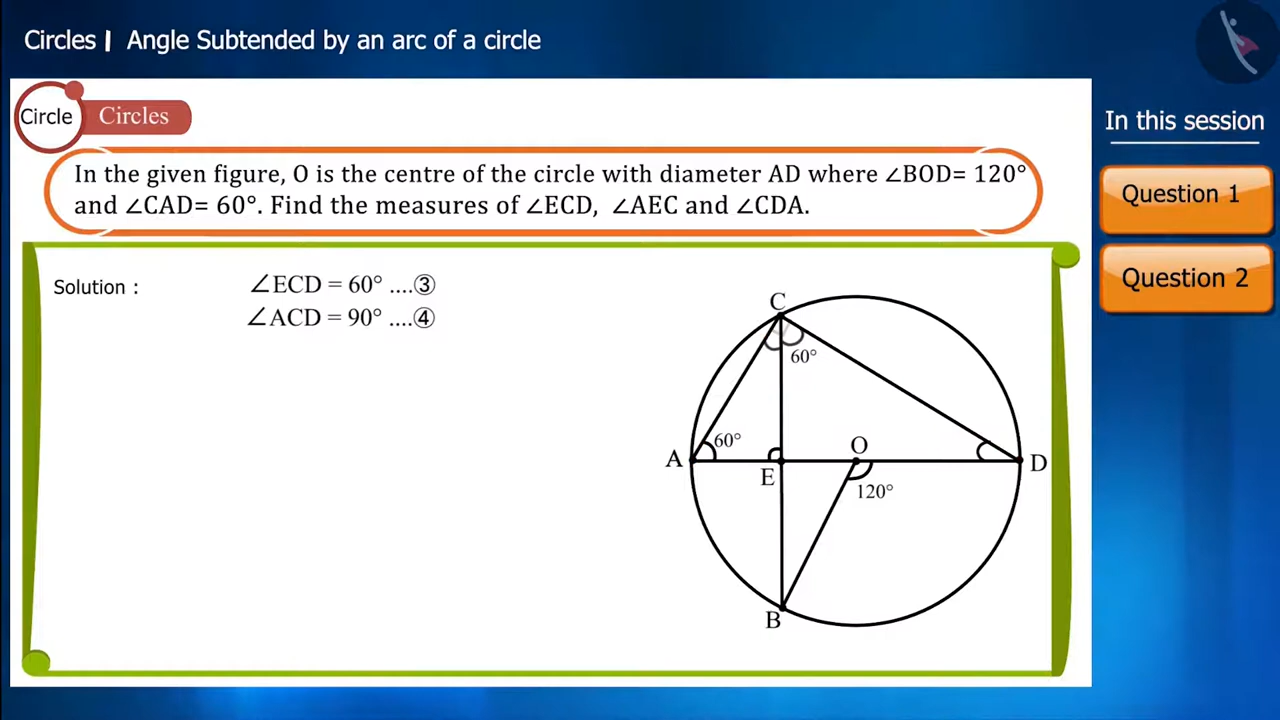 Circles | Angle Subtended by an arc of a circle
Circle Circles
In this session
Question 1
Question 2
In the given figure, O is the centre of the circle with diameter AD where ∠BOD= 120°
and ∠CAD= 60°. Find the measures of ∠ECD, ∠AEC and ∠CDA.
Solution : ∠ECD = 60° ....③
∠ACD = 90° ....④
C
60°
60°
A
E
O
D
120°
B